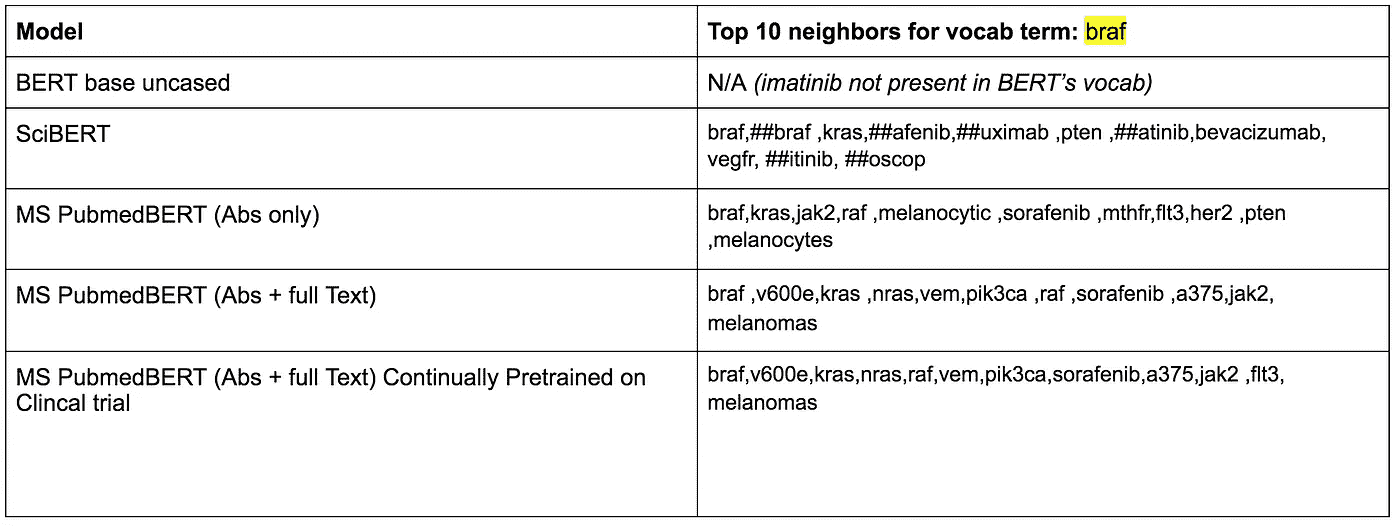 Model
Top 10 neighbors for vocab term: braf
BERT base uncased
N/A (imatinib not present in BERT’s vocab)
SciBERT
braf,##braf ,kras,##afenib,##uximab ,pten ,##atinib,bevacizumab,
vegfr, ##itinib, ##oscop
MS PubmedBERT (Abs only)
braf,kras,jak2,raf ,melanocytic ,sorafenib ,mthfr,flt3,her2 ,pten
,melanocytes
MS PubmedBERT (Abs + full Text)
braf ,v600e,kras ,nras,vem,pik3ca ,raf ,sorafenib ,a375,jak2,
melanomas
MS PubmedBERT (Abs + full Text) Continually Pretrained on
Clincal trial
braf,v600e,kras,nras,raf,vem,pik3ca,sorafenib,a375,jak2 ,flt3,
melanomas